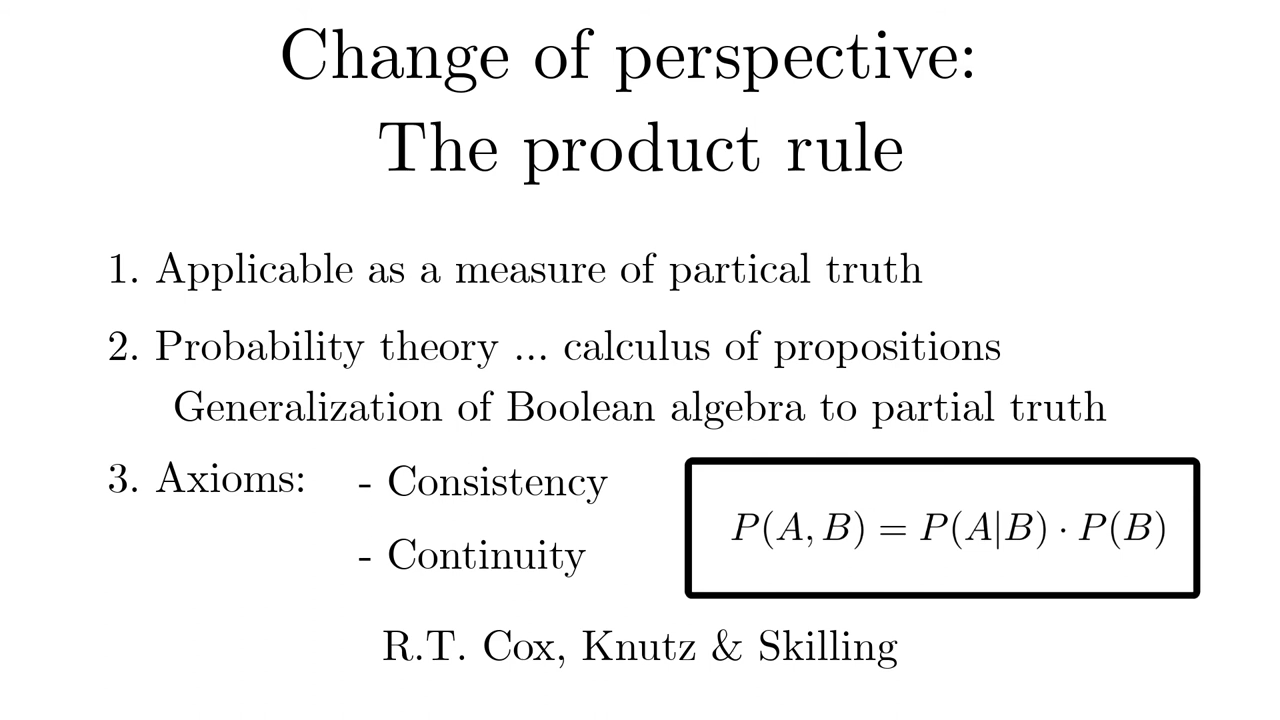 Change of perspective:
The product rule
1. Applicable as a measure of partical truth
2. Probability theory ... calculus of propositions
Generalization of Boolean algebra to partial truth
3. Axioms:
- Consistency
- Continuity
P(A, B) = P(A|B) · P(B)
R.T. Cox, Knutz & Skilling